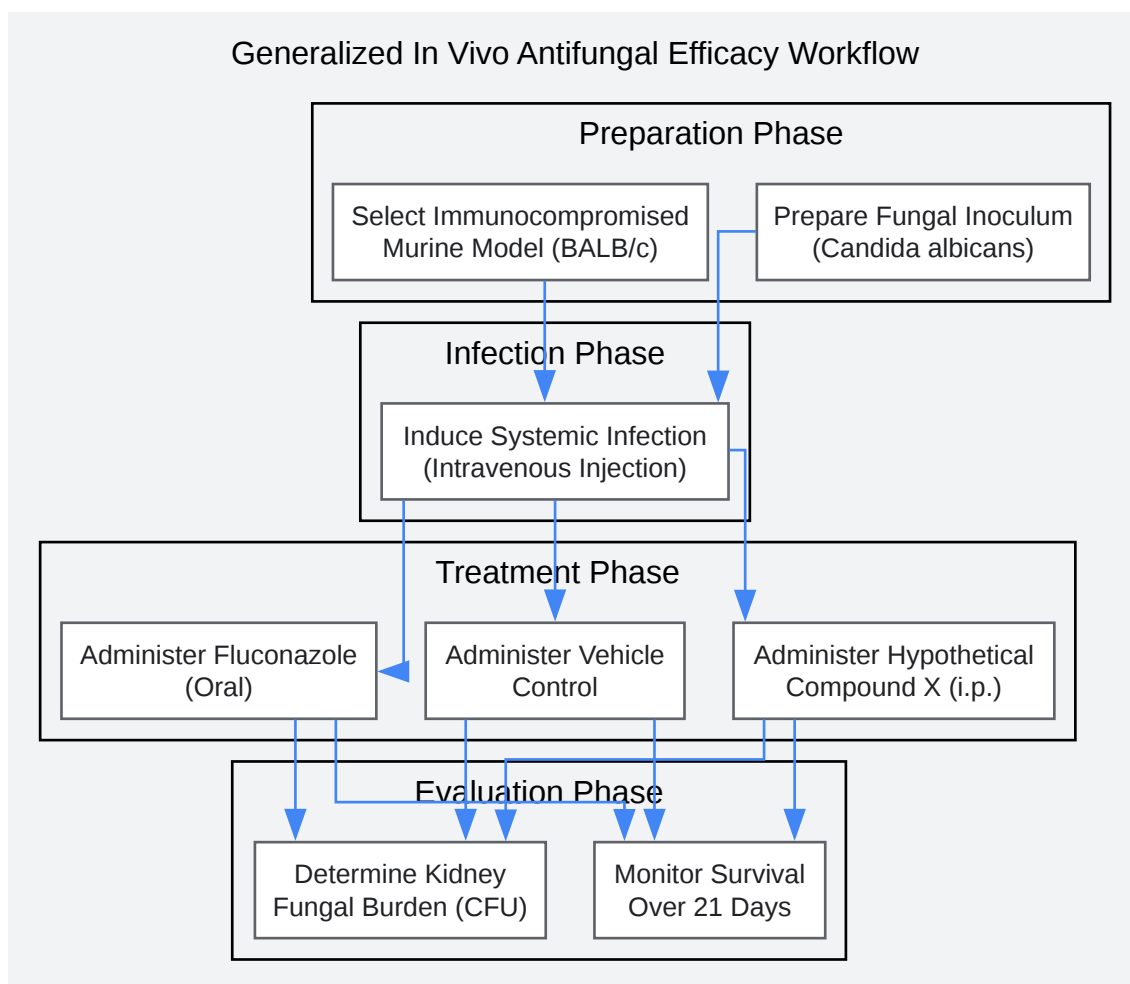 Generalized In Vivo Antifungal Efficacy Workflow
Preparation Phase
Select Immunocompromised
Murine Model (BALB/c)
Prepare Fungal Inoculum
(Candida albicans)
Infection Phase
Induce Systemic Infection
(Intravenous Injection)
Treatment Phase
Administer Fluconazole
(Oral)
Administer Vehicle
Control
Administer Hypothetical
Compound X (i.p.)
Evaluation Phase
Determine Kidney
Fungal Burden (CFU)
Monitor Survival
Over 21 Days